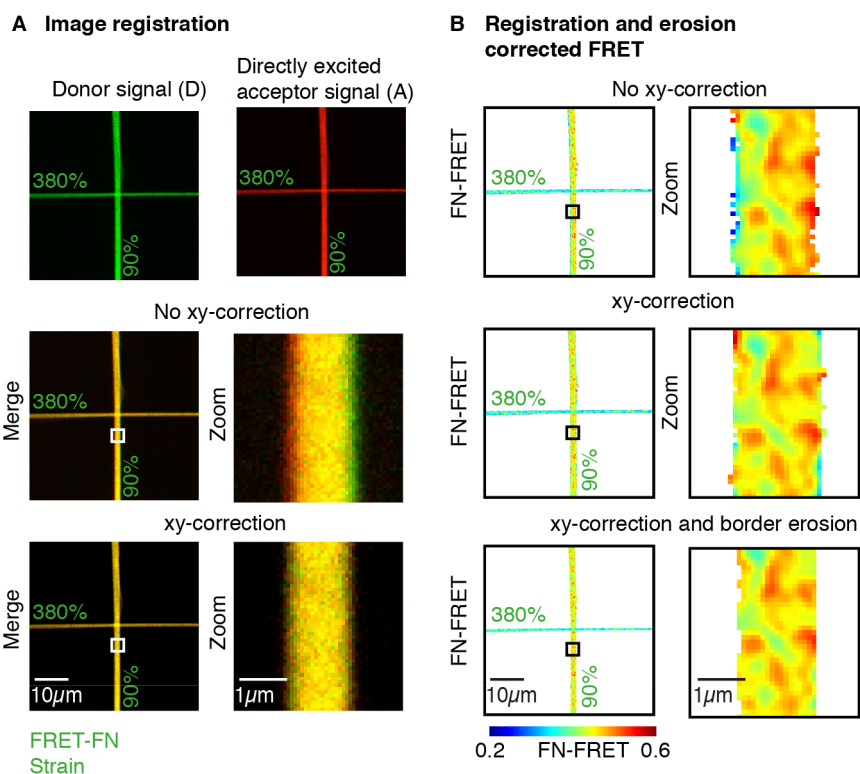 A Image registration
Donor signal (D)
Directly excited
acceptor signal (A)
380%
90%
380%
90%
No xy-correction
Merge
380%
90%
Zoom
xy-correction
Merge
380%
90%
10µm
Zoom
1µm
FRET-FN
Strain
B Registration and erosion
corrected FRET
No xy-correction
FN-FRET
380%
90%
Zoom
xy-correction
FN-FRET
380%
90%
Zoom
xy-correction and border erosion
FN-FRET
380%
90%
10µm
Zoom
1µm
0.2 FN-FRET 0.6